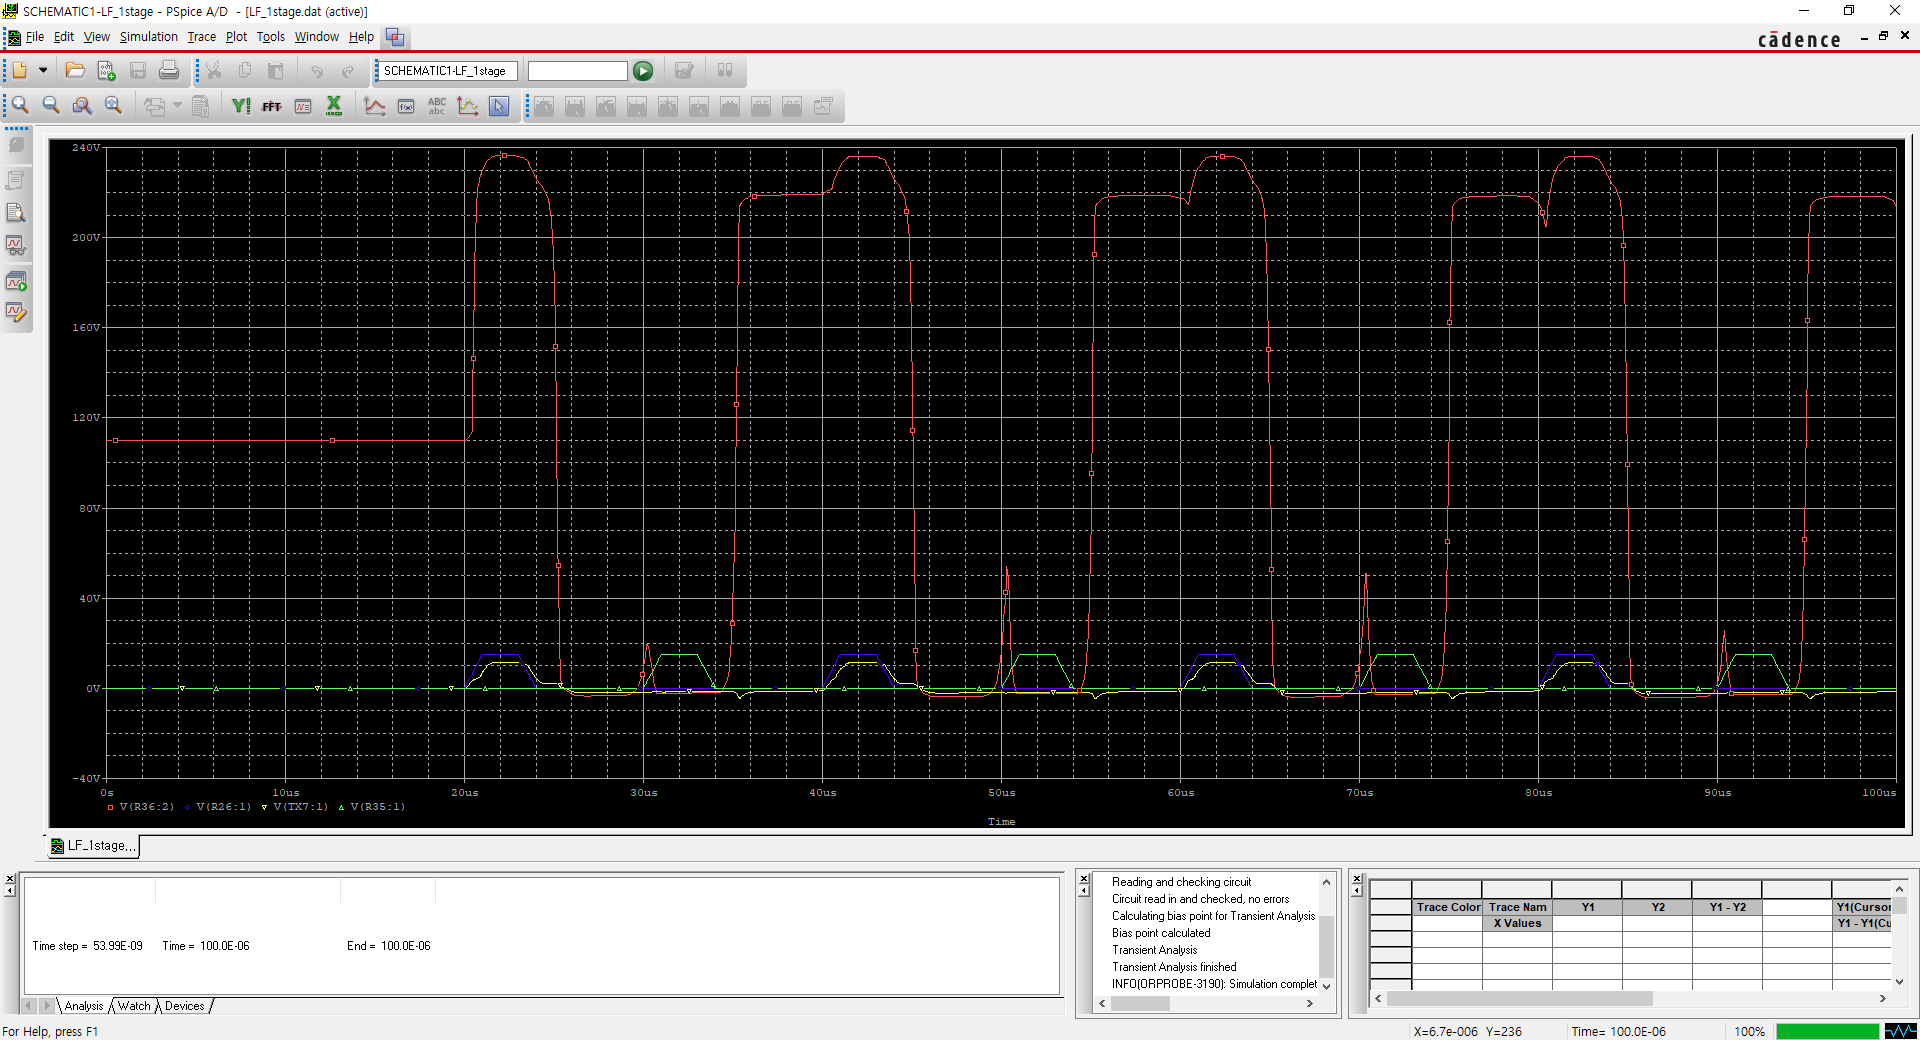 SCHEMATIC1-LF_1stage - PSpice A/D - [LF_1stage.dat (active)]
File Edit View Simulation Trace Plot Tools Window Help
cādence
SCHEMATIC1-LF_1stage
FFT
f(x) ABC
abc
240V
200V
160V
120V
80V
40V
0V
-40V
0s 10us 20us 30us 40us 50us 60us 70us 80us 90us 100us
V(R36:2) V(R26:1) V(TX7:1) V(R35:1)
Time
LF_1stage...
Time step = 53.99E-09 Time = 100.0E-06 End = 100.0E-06
Analysis Watch Devices
Reading and checking circuit
Circuit read in and checked, no errors
Calculating bias point for Transient Analysis
Bias point calculated
Transient Analysis
Transient Analysis finished
INFO(ORPROBE-3190): Simulation complet
Trace Color Trace Nam Y1 Y2 Y1 - Y2 Y1(Cursor
X Values Y1 - Y1(Cu
For Help, press F1
X=6.7e-006 Y=236 Time= 100.0E-06 100%